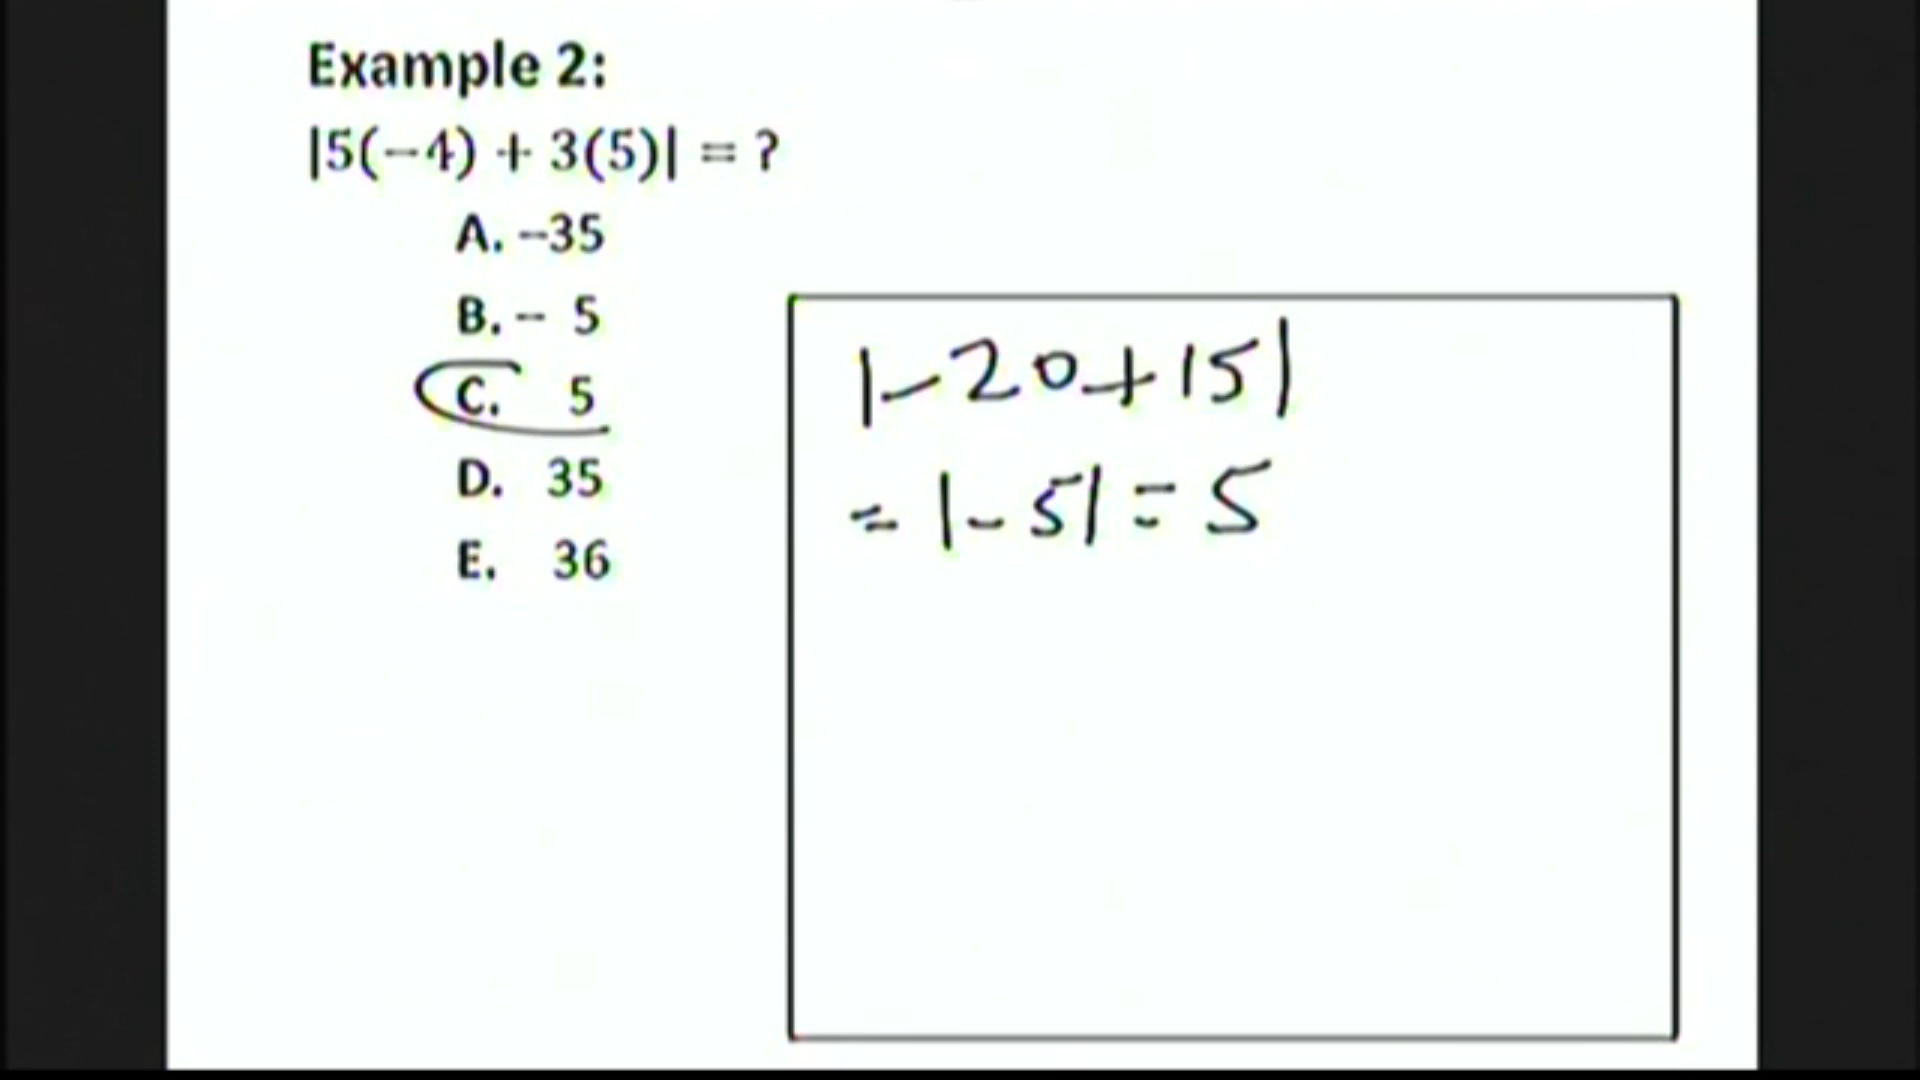 Example 2:
|5(−4) + 3(5)| = ?
A. −35
B. − 5
C. 5
D. 35
E. 36
|-20+15|
= |-5| = 5